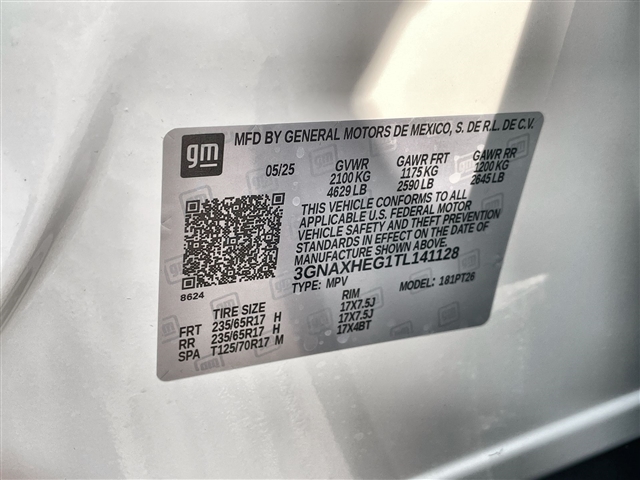 gm
MFD BY GENERAL MOTORS DE MEXICO, S. DE R.L. DE C.V.
05/25 GVWR GAWR FRT GAWR RR
2100 KG 1175 KG 1200 KG
4629 LB 2590 LB 2645 LB
THIS VEHICLE CONFORMS TO ALL
APPLICABLE U.S. FEDERAL MOTOR
VEHICLE SAFETY AND THEFT PREVENTION
STANDARDS IN EFFECT ON THE DATE OF
MANUFACTURE SHOWN ABOVE.
3GNAXHEG1TL141128
TYPE: MPV MODEL: 181PT26
8624
TIRE SIZE RIM
FRT 235/65R17 H 17X7.5J
RR 235/65R17 H 17X7.5J
SPA T125/70R17 M 17X4BT